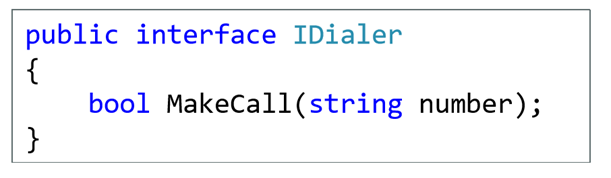 public interface IDialer
{
    bool MakeCall(string number);
}